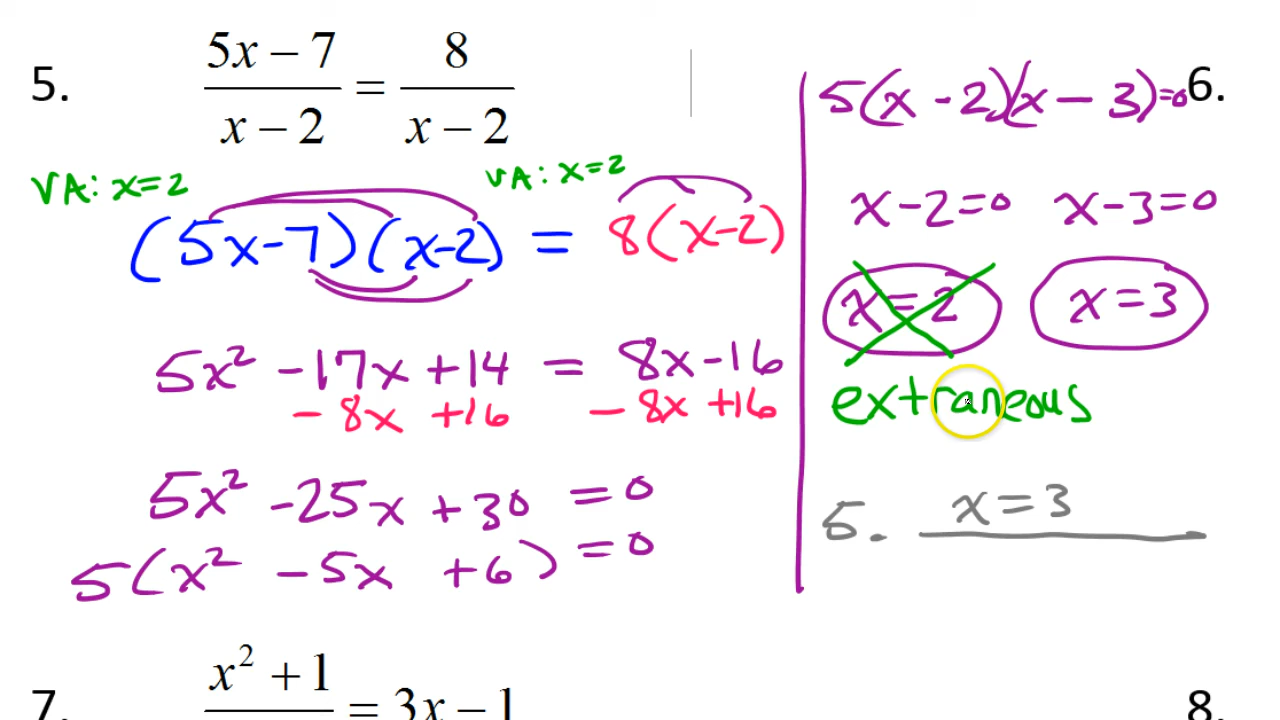 5. (5x − 7)/(x − 2) = 8/(x − 2)
VA: x=2 VA: x=2
(5x-7)(x-2) = 8(x-2)
5x² -17x +14 = 8x-16
-8x +16 -8x +16
5x² -25x +30 =0
5(x² -5x +6) =0
5(x-2)(x-3)=0
x-2=0 x-3=0
x=2 x=3
extraneous
5. x=3
6.
7. x² + 1 = 3x − 1
8.